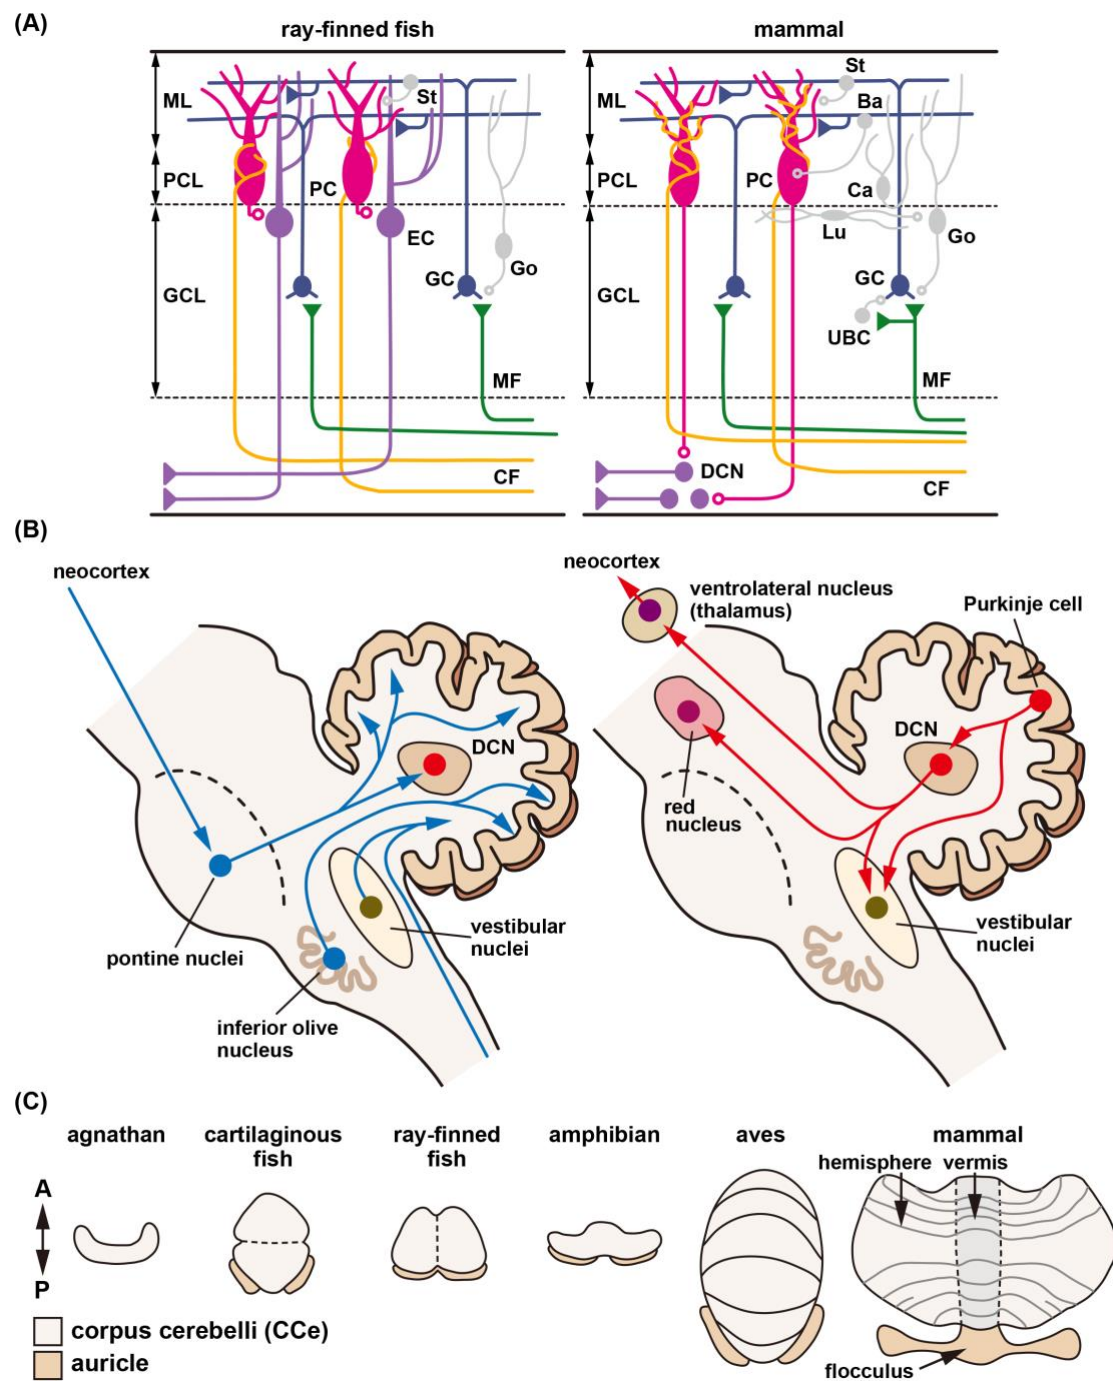 (A)
ray-finned fish
mammal
ML
St
PCL
PC
EC
GC
Go
GCL
MF
CF
ML
St
Ba
PCL
PC
Ca
Lu
Go
GC
GCL
UBC
MF
DCN
CF
(B)
neocortex
DCN
pontine nuclei
vestibular
nuclei
inferior olive
nucleus
neocortex
ventrolateral nucleus
(thalamus)
Purkinje cell
DCN
red
nucleus
vestibular
nuclei
(C)
agnathan
cartilaginous
fish
ray-finned
fish
amphibian
aves
mammal
hemisphere vermis
A
P
corpus cerebelli (CCe)
auricle
flocculus